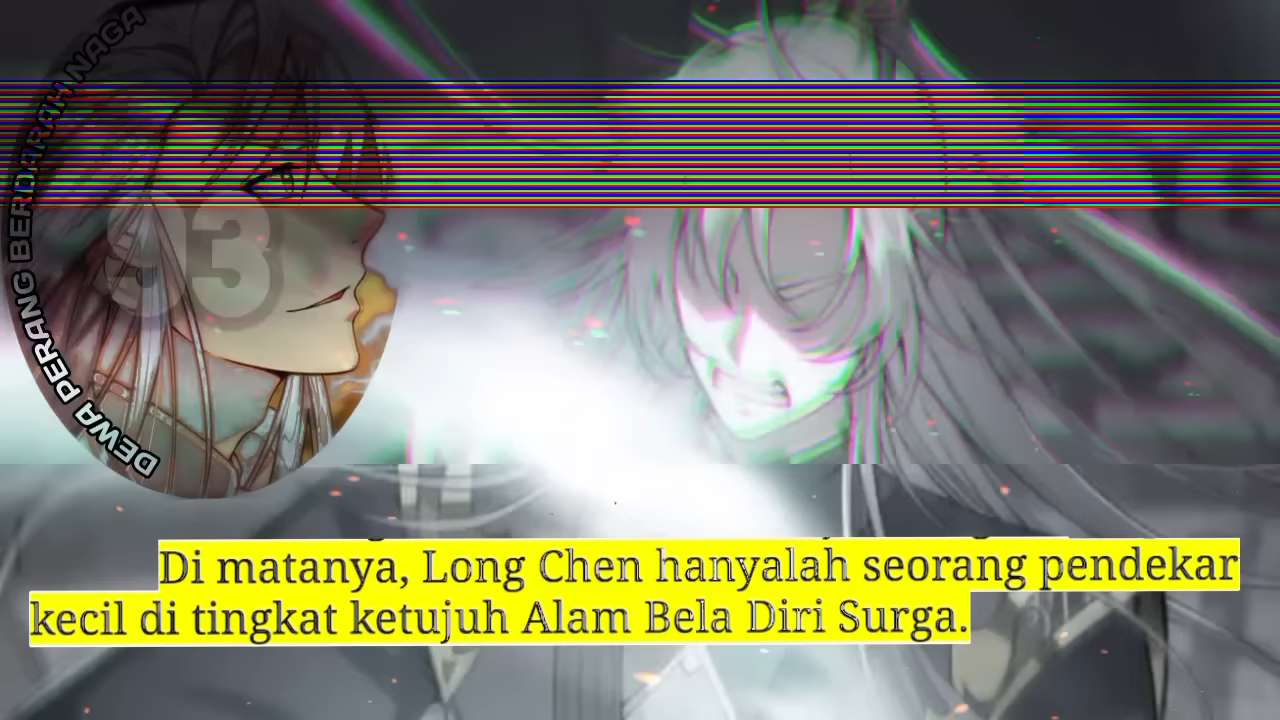 DEWA PERANG BERDARAH NAGA
Di matanya, Long Chen hanyalah seorang pendekar
kecil di tingkat ketujuh Alam Bela Diri Surga.